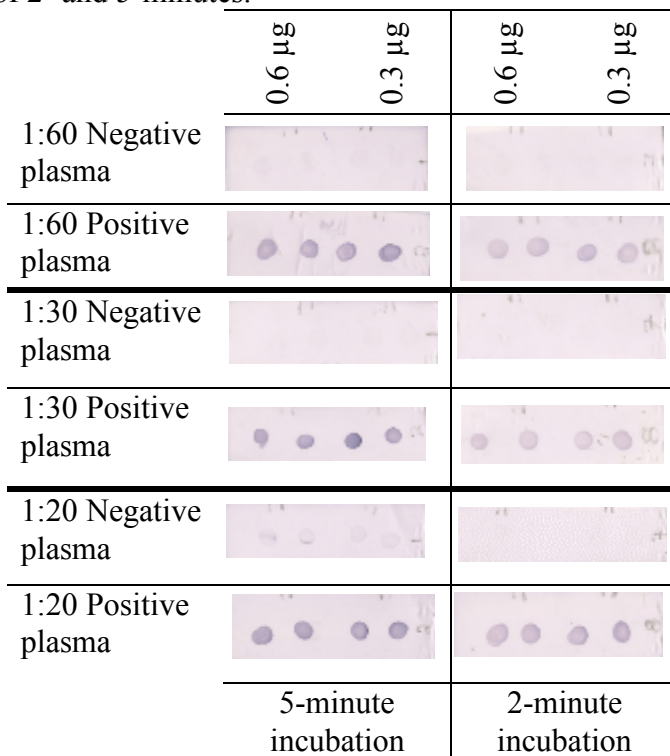 of 2- and 5-minutes.
0.6 µg 0.3 µg 0.6 µg 0.3 µg
1:60 Negative
plasma
1:60 Positive
plasma
1:30 Negative
plasma
1:30 Positive
plasma
1:20 Negative
plasma
1:20 Positive
plasma
5-minute 2-minute
incubation incubation